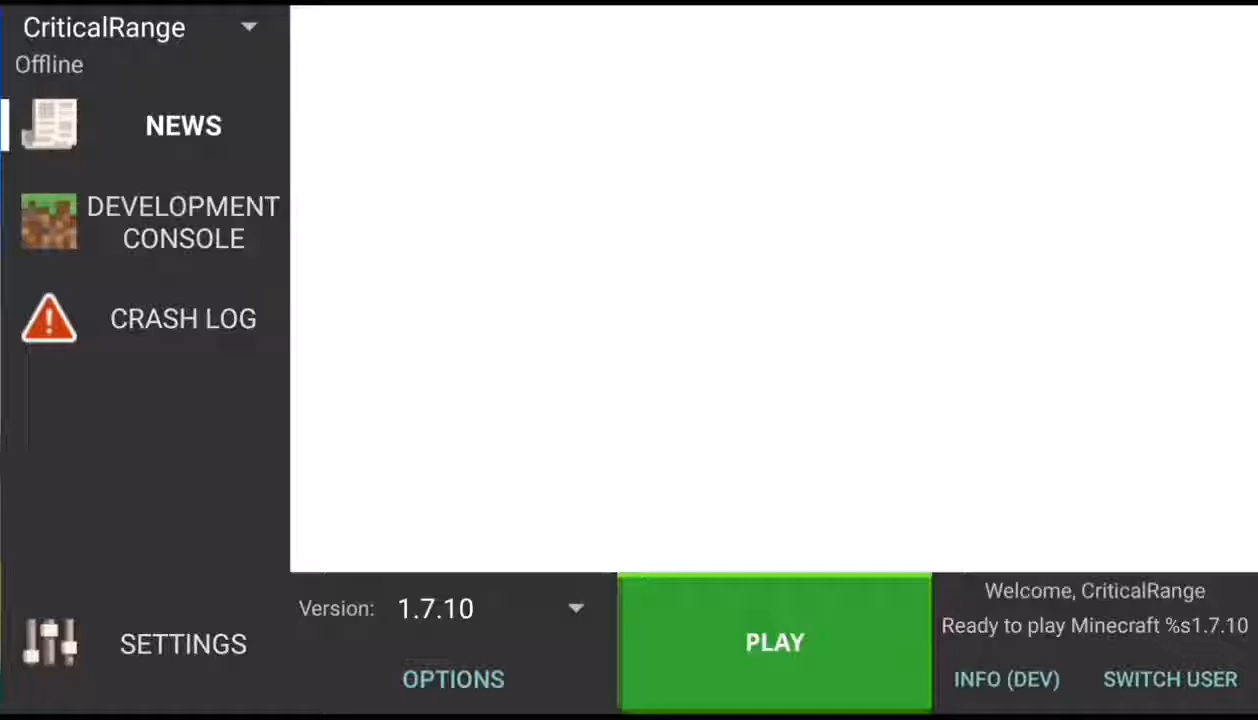 CriticalRange
Offline
NEWS
DEVELOPMENT
CONSOLE
CRASH LOG
SETTINGS
Version: 1.7.10
OPTIONS
PLAY
Welcome, CriticalRange
Ready to play Minecraft %s1.7.10
INFO (DEV) SWITCH USER